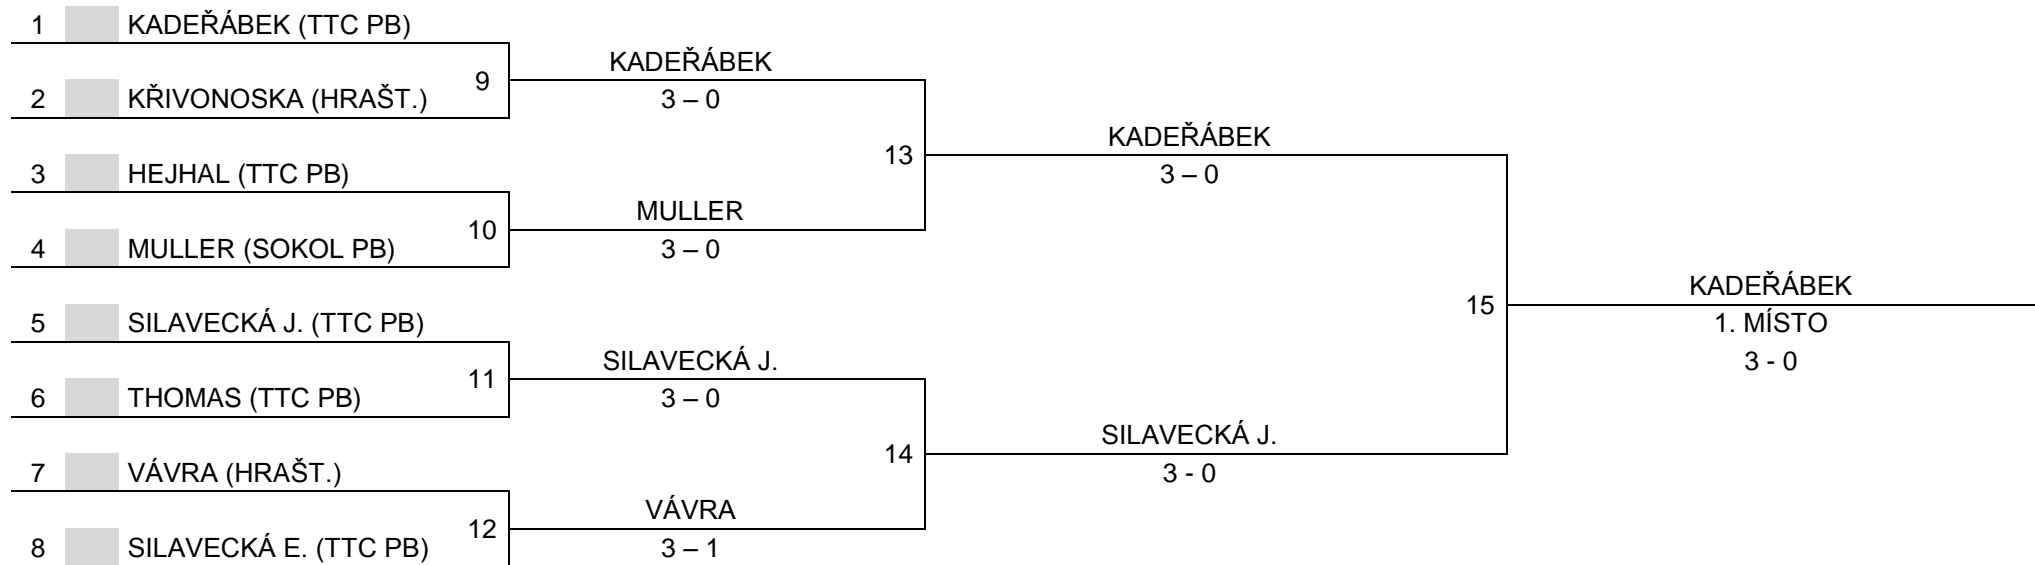 1 KADEŘÁBEK (TTC PB)
KADEŘÁBEK
9
2 KŘIVONOSKA (HRAŠT.)
3 – 0
KADEŘÁBEK
13
3 HEJHAL (TTC PB)
3 – 0
MULLER
10
4 MULLER (SOKOL PB)
3 – 0
KADEŘÁBEK
15
5 SILAVECKÁ J. (TTC PB)
1. MÍSTO
SILAVECKÁ J.
3 - 0
11
6 THOMAS (TTC PB)
3 – 0
SILAVECKÁ J.
14
7 VÁVRA (HRAŠT.)
3 - 0
VÁVRA
12
8 SILAVECKÁ E. (TTC PB)
3 – 1